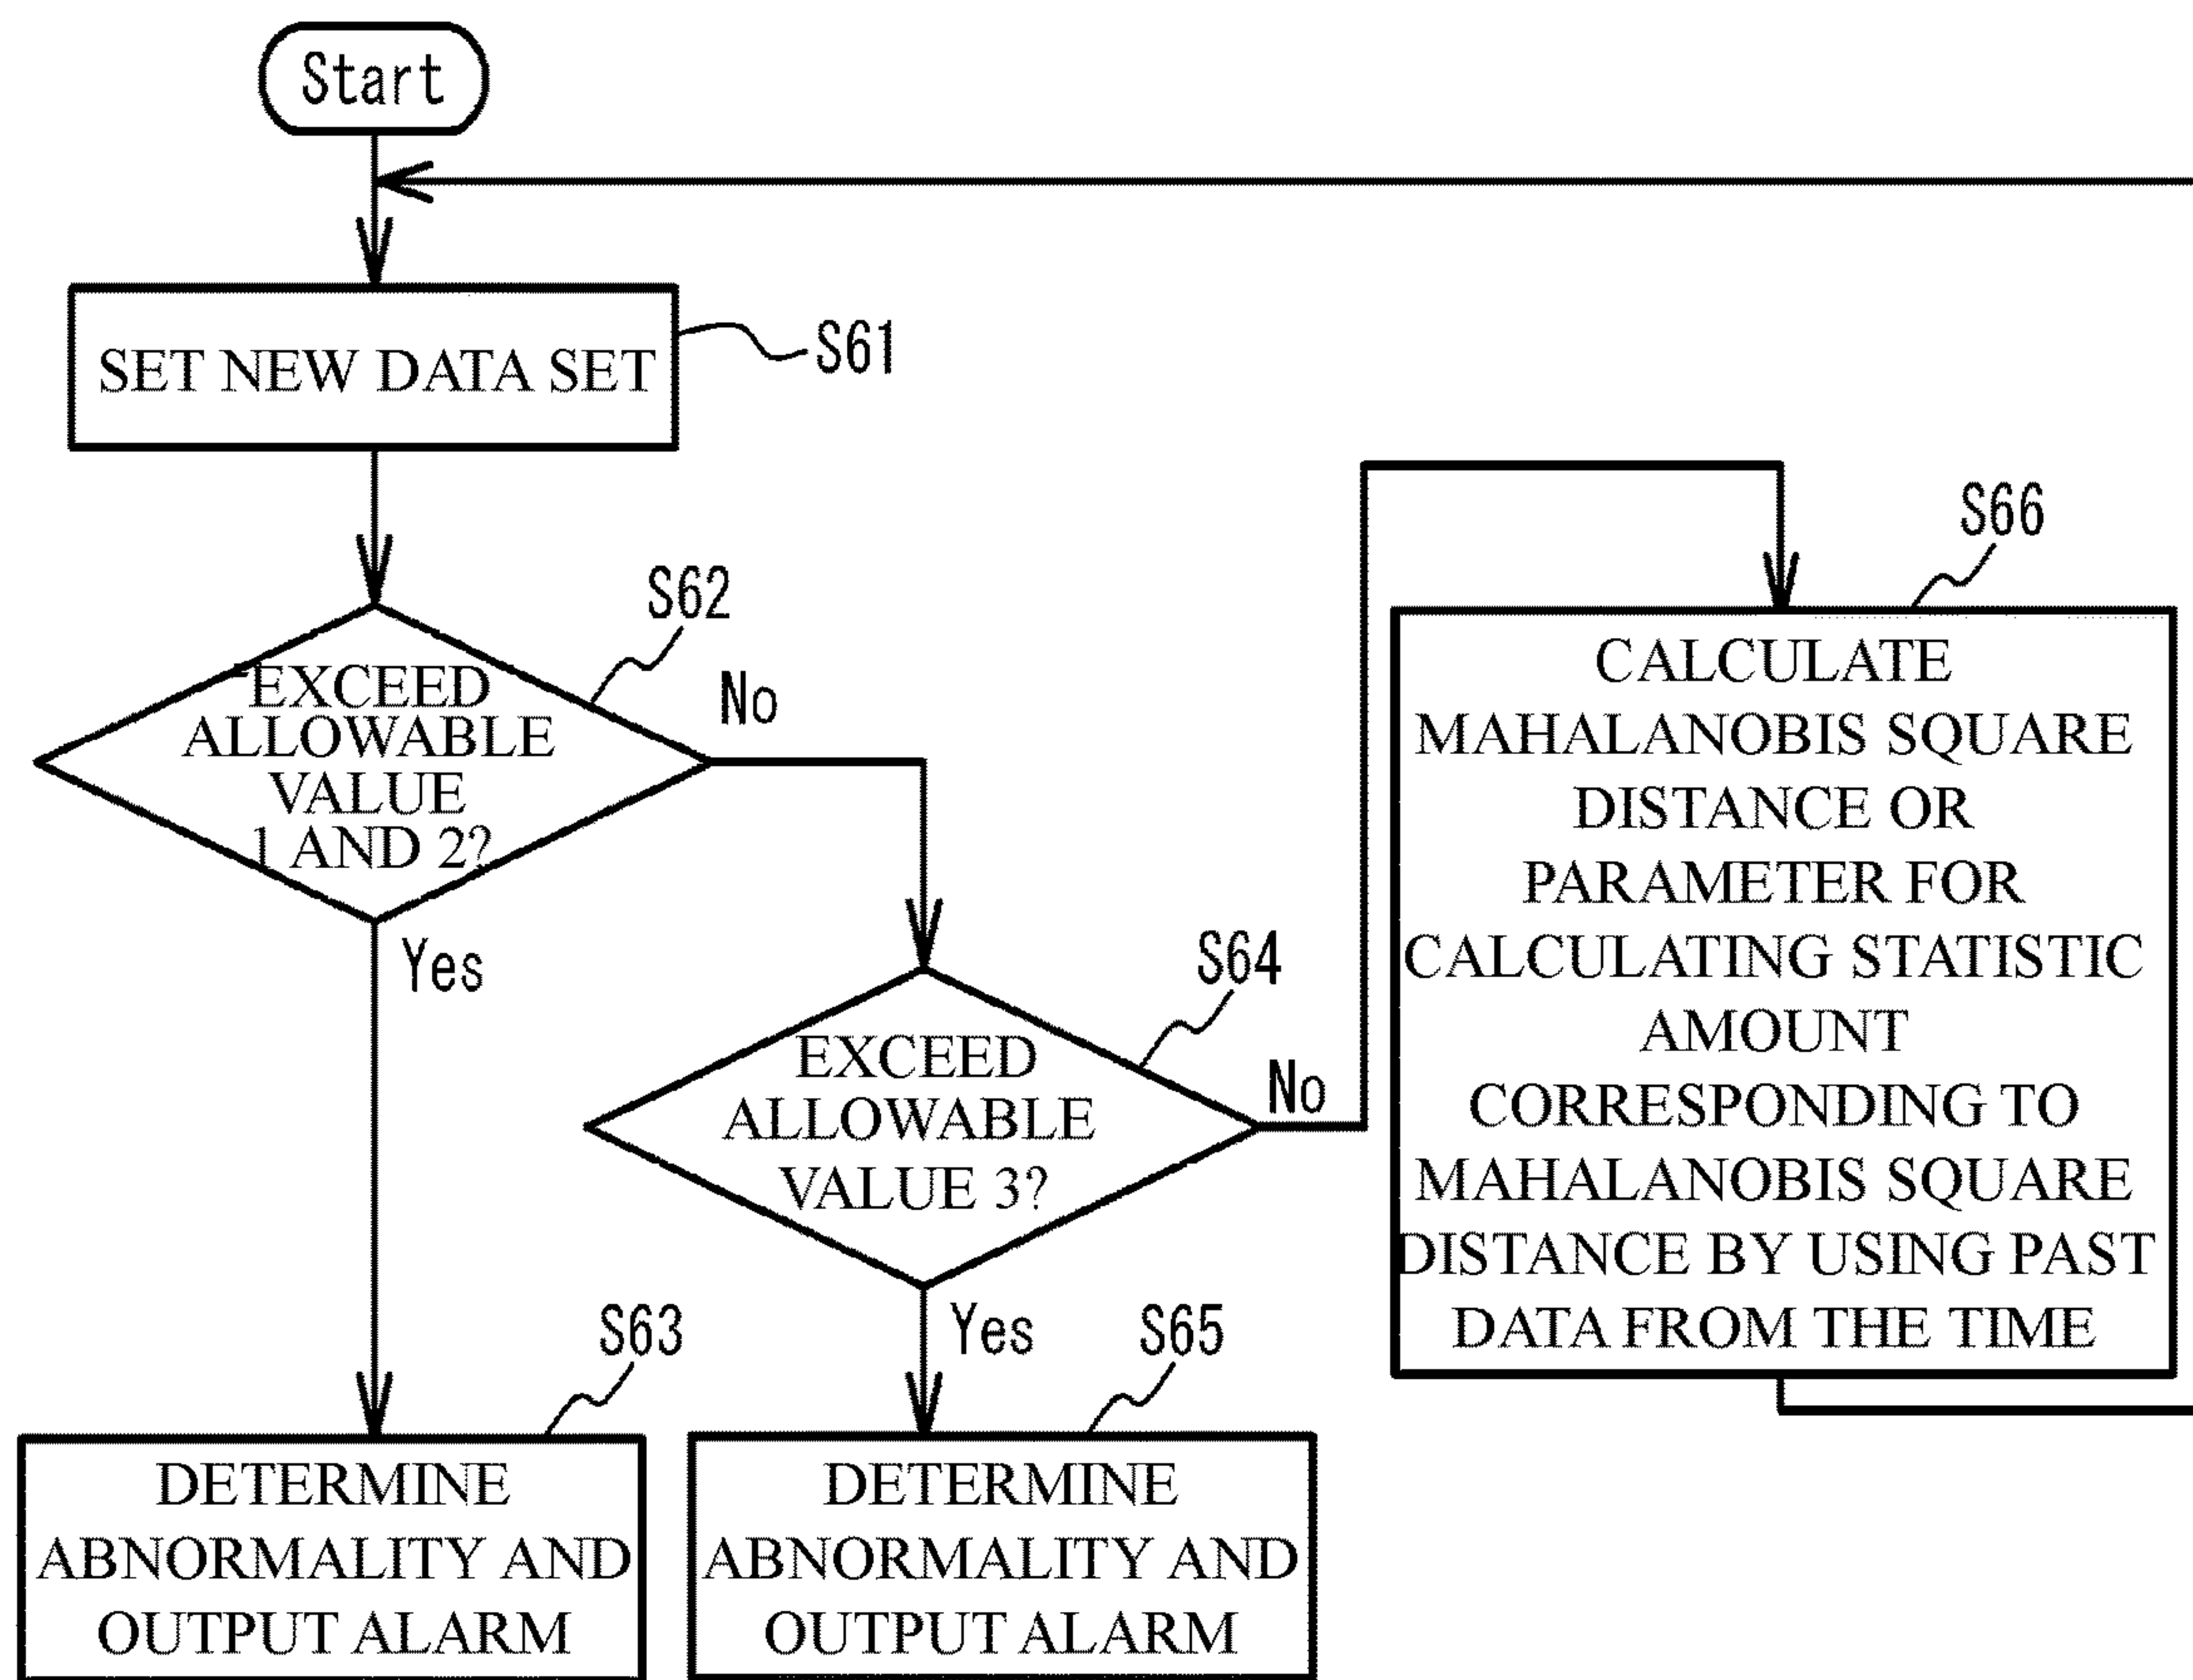 Start
SET NEW DATA SET
S61
EXCEED
ALLOWABLE
VALUE
1 AND 2?
S62
No
Yes
EXCEED
ALLOWABLE
VALUE 3?
S64
No
Yes
S66
CALCULATE
MAHALANOBIS SQUARE
DISTANCE OR
PARAMETER FOR
CALCULATING STATISTIC
AMOUNT
CORRESPONDING TO
MAHALANOBIS SQUARE
DISTANCE BY USING PAST
DATA FROM THE TIME
S63
DETERMINE
ABNORMALITY AND
OUTPUT ALARM
S65
DETERMINE
ABNORMALITY AND
OUTPUT ALARM